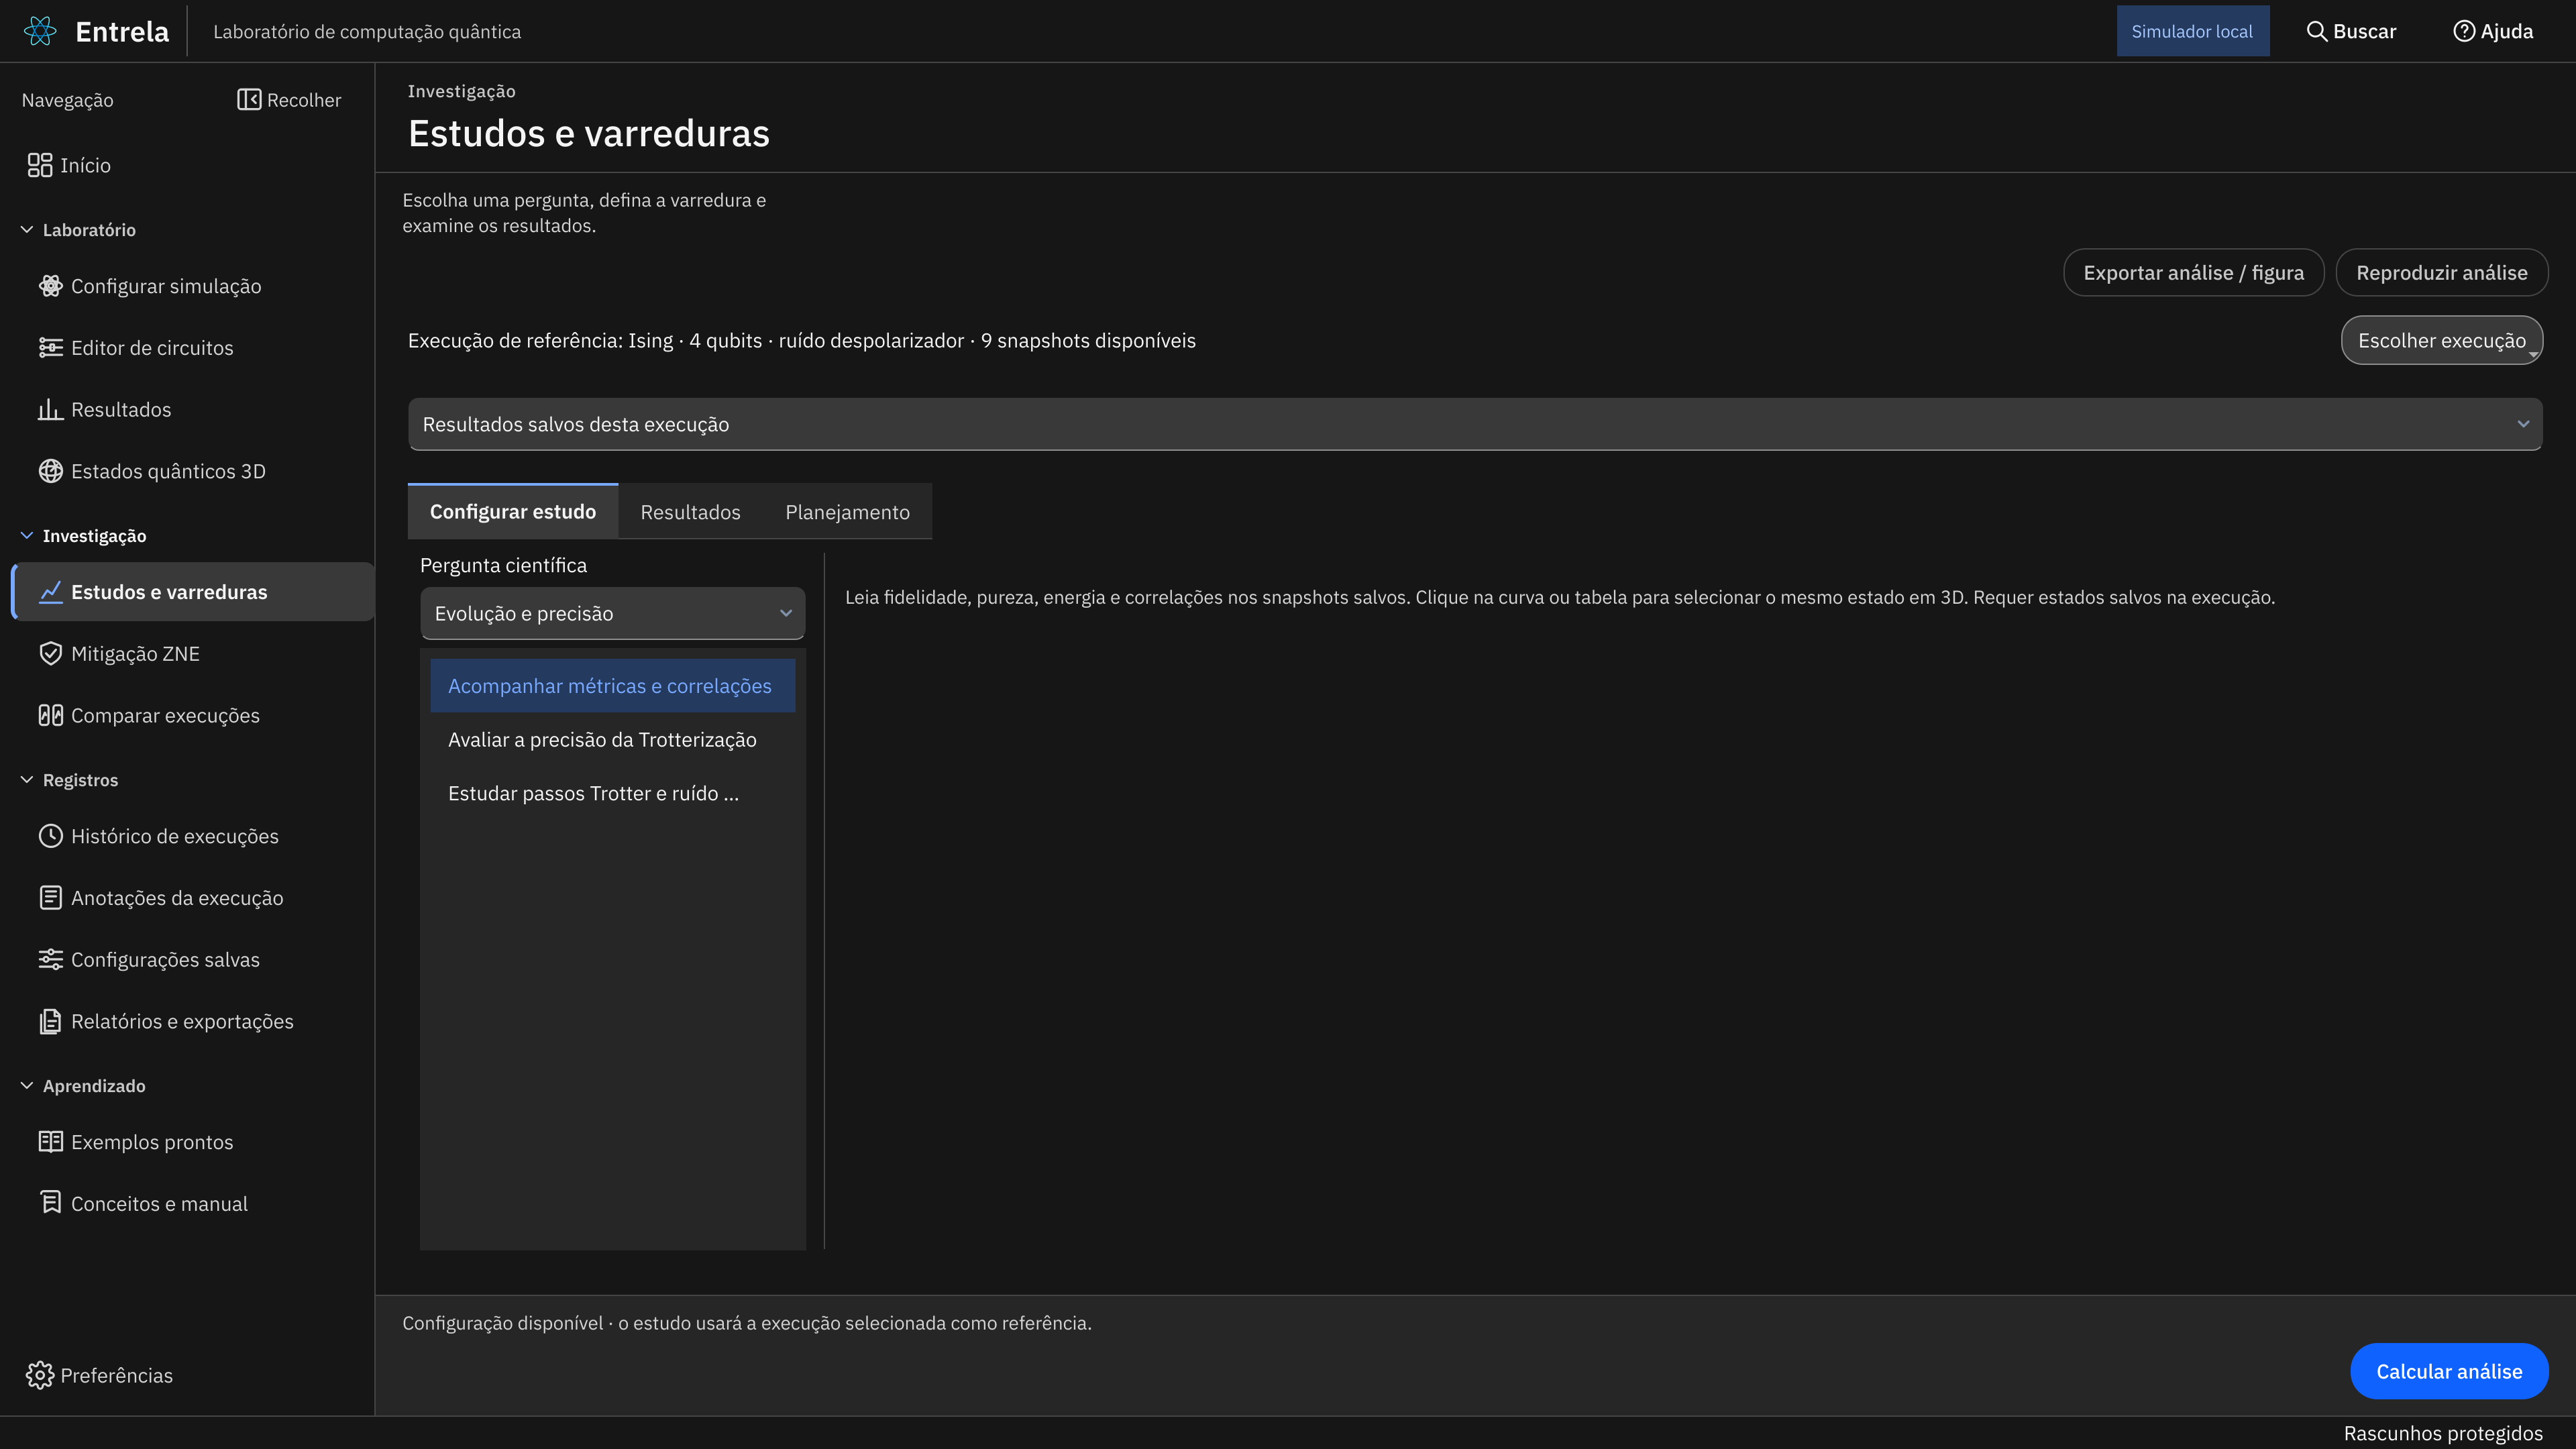 Entrela
Laboratório de computação quântica
Simulador local
Buscar
Ajuda
Navegação
Recolher
Início
Laboratório
Configurar simulação
Editor de circuitos
Resultados
Estados quânticos 3D
Investigação
Estudos e varreduras
Mitigação ZNE
Comparar execuções
Registros
Histórico de execuções
Anotações da execução
Configurações salvas
Relatórios e exportações
Aprendizado
Exemplos prontos
Conceitos e manual
Preferências
Investigação
Estudos e varreduras
Escolha uma pergunta, defina a varredura e
examine os resultados.
Exportar análise / figura
Reproduzir análise
Execução de referência: Ising · 4 qubits · ruído despolarizador · 9 snapshots disponíveis
Escolher execução
Resultados salvos desta execução
Configurar estudo
Resultados
Planejamento
Pergunta científica
Evolução e precisão
Acompanhar métricas e correlações
Avaliar a precisão da Trotterização
Estudar passos Trotter e ruído ...
Leia fidelidade, pureza, energia e correlações nos snapshots salvos. Clique na curva ou tabela para selecionar o mesmo estado em 3D. Requer estados salvos na execução.
Configuração disponível · o estudo usará a execução selecionada como referência.
Calcular análise
Rascunhos protegidos